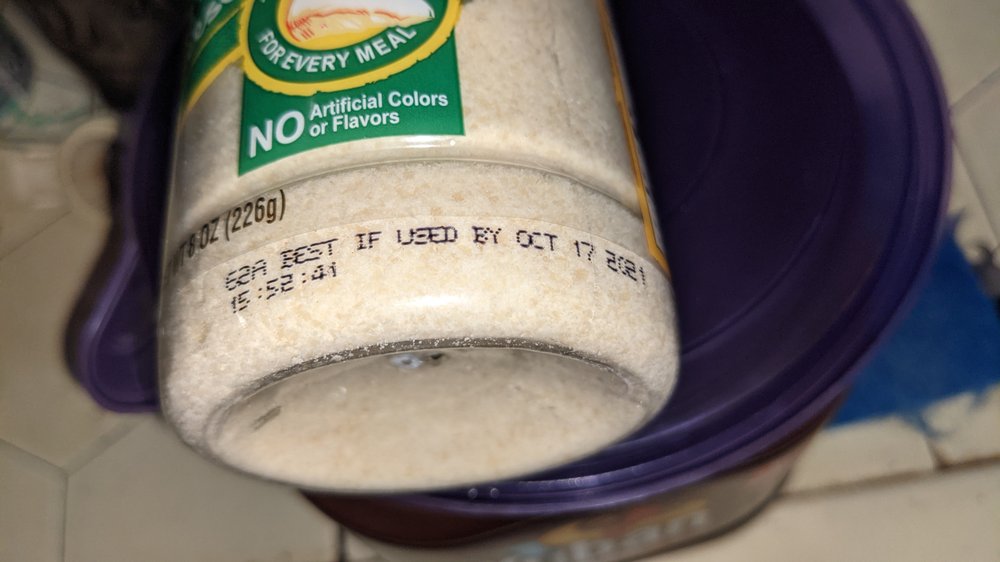 FOR EVERY MEAL
NO Artificial Colors
or Flavors
8 OZ (226g)
62A BEST IF USED BY OCT 17 2021
15:52:41